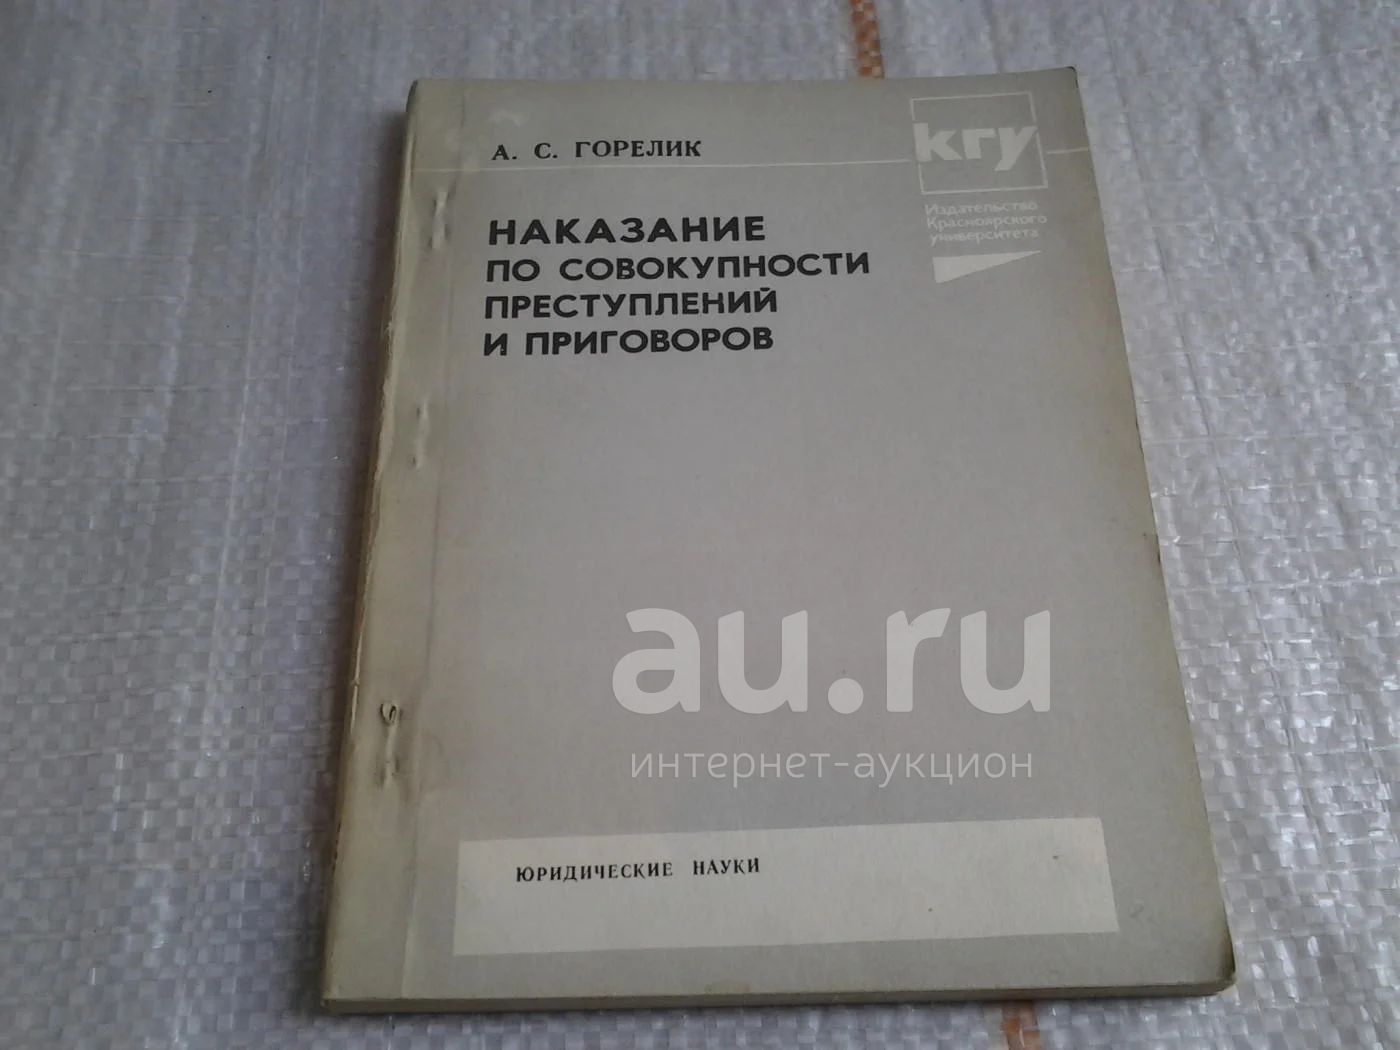 А. С. ГОРЕЛИК
кгу
Издательство
Красноярского
университета
НАКАЗАНИЕ
ПО СОВОКУПНОСТИ
ПРЕСТУПЛЕНИЙ
И ПРИГОВОРОВ
au.ru
интернет-аукцион
ЮРИДИЧЕСКИЕ НАУКИ